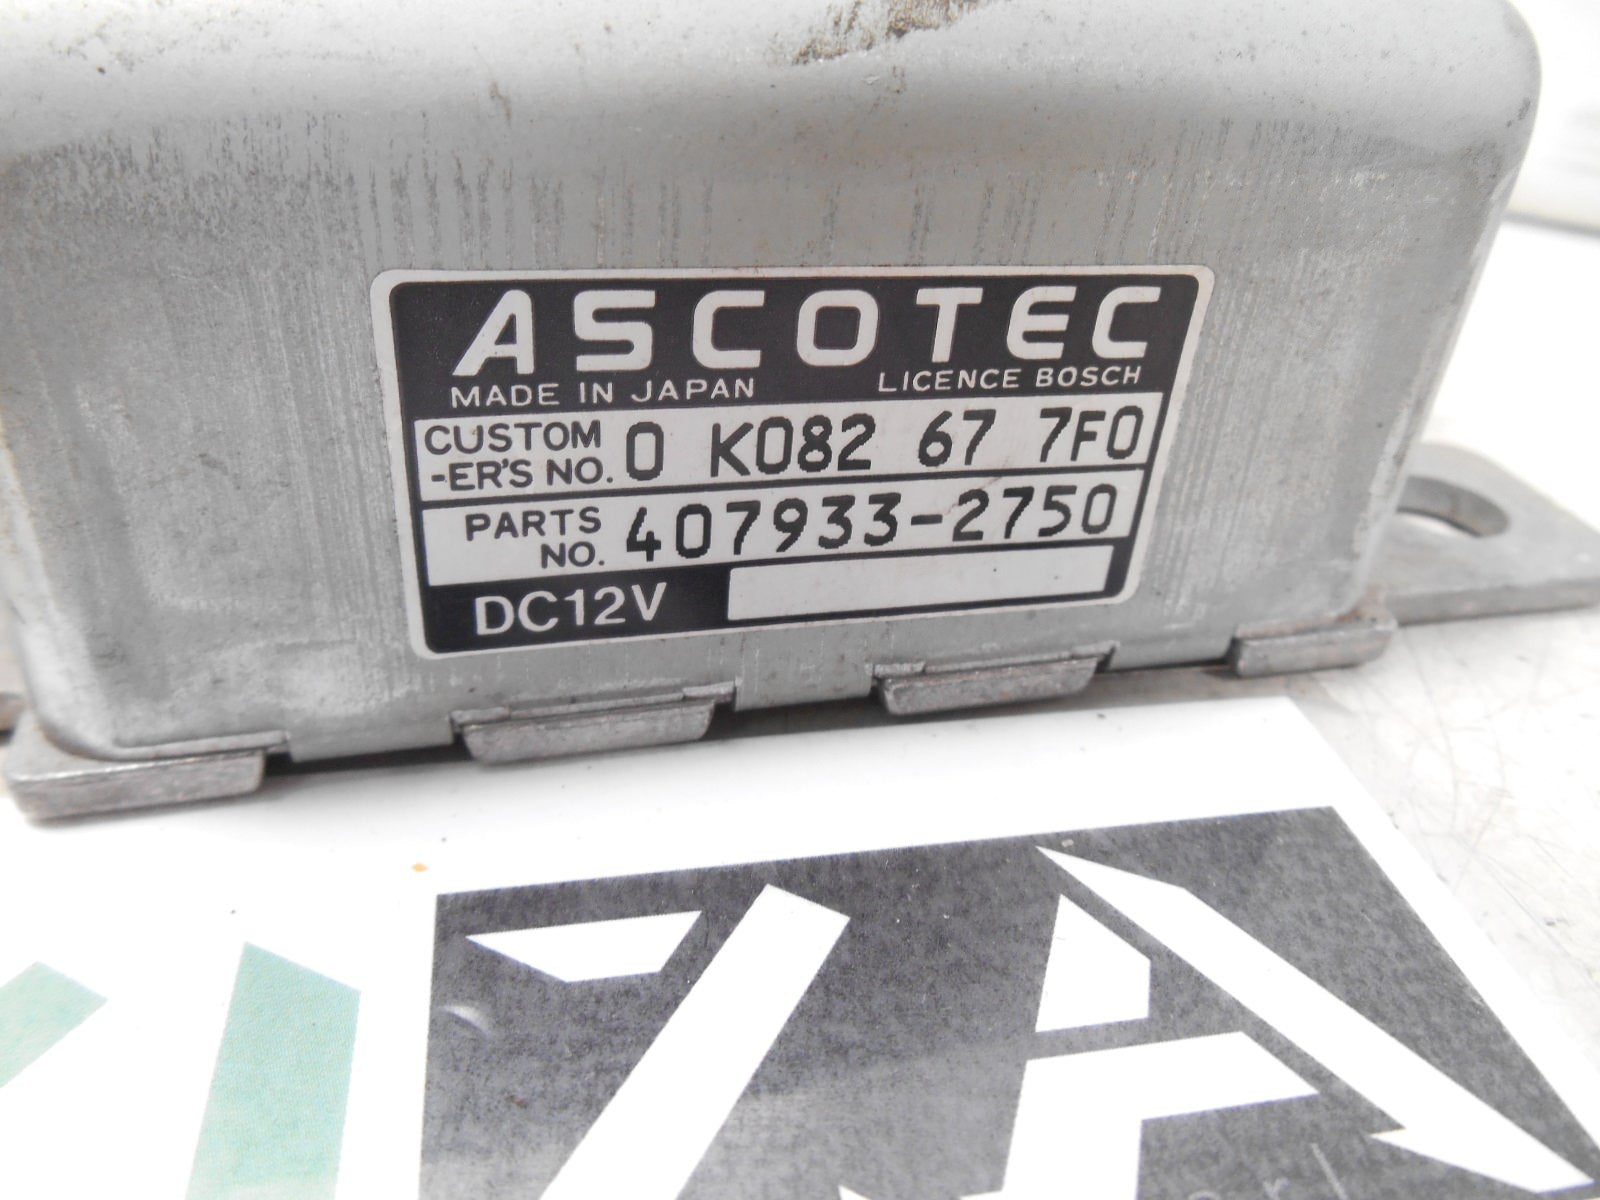 ASCOTEC
MADE IN JAPAN LICENCE BOSCH
CUSTOM
-ER'S NO. 0 K082 67 7F0
PARTS
NO. 407933-2750
DC12V